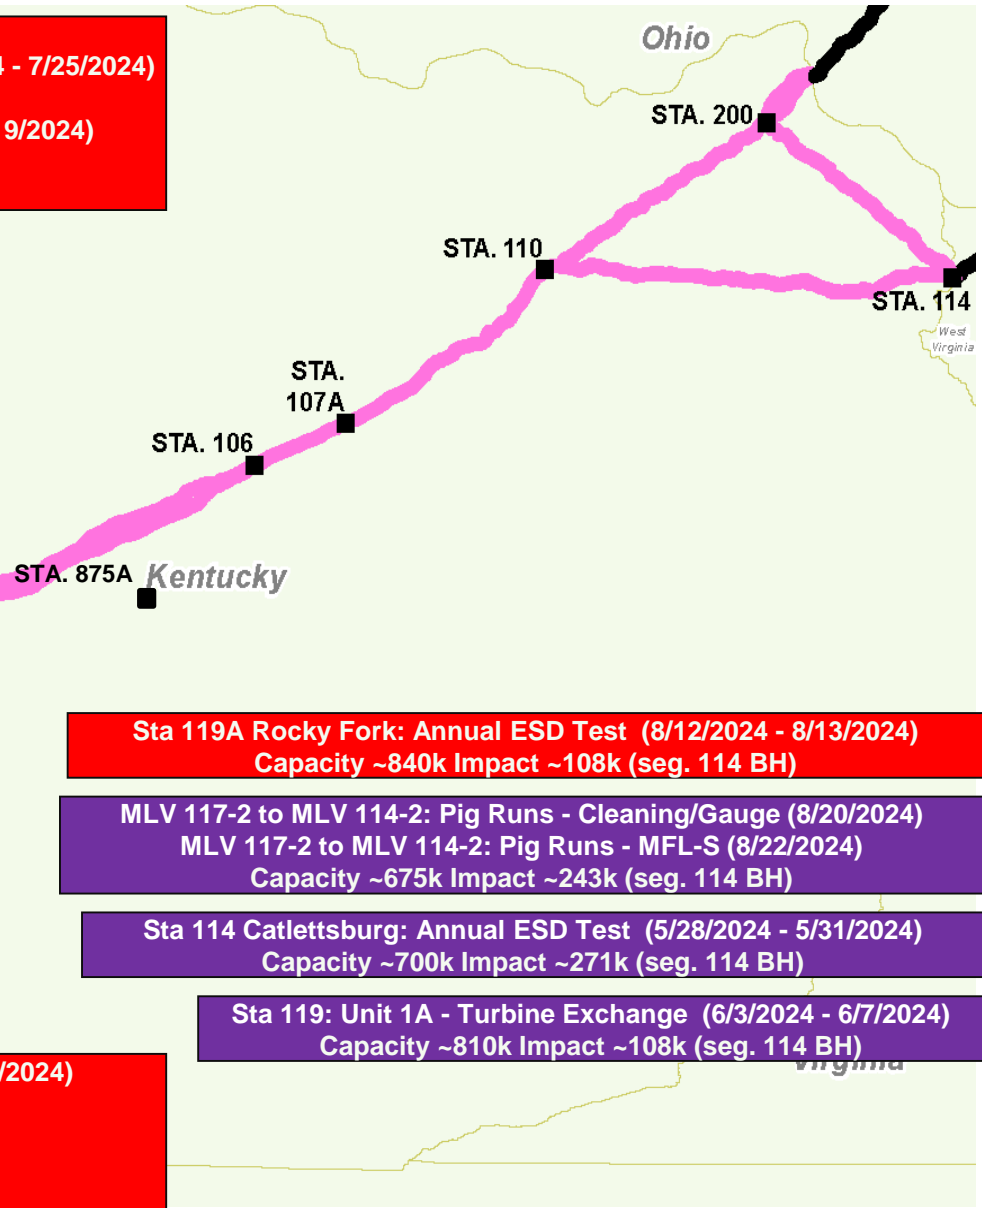 4 - 7/25/2024)
9/2024)
Ohio
STA. 200
STA. 110
STA. 114
West
Virginia
STA.
107A
STA. 106
STA. 875A
Kentucky
Sta 119A Rocky Fork: Annual ESD Test (8/12/2024 - 8/13/2024)
Capacity ~840k Impact ~108k (seg. 114 BH)
MLV 117-2 to MLV 114-2: Pig Runs - Cleaning/Gauge (8/20/2024)
MLV 117-2 to MLV 114-2: Pig Runs - MFL-S (8/22/2024)
Capacity ~675k Impact ~243k (seg. 114 BH)
Sta 114 Catlettsburg: Annual ESD Test (5/28/2024 - 5/31/2024)
Capacity ~700k Impact ~271k (seg. 114 BH)
Sta 119: Unit 1A - Turbine Exchange (6/3/2024 - 6/7/2024)
Capacity ~810k Impact ~108k (seg. 114 BH)
Virginia
/2024)